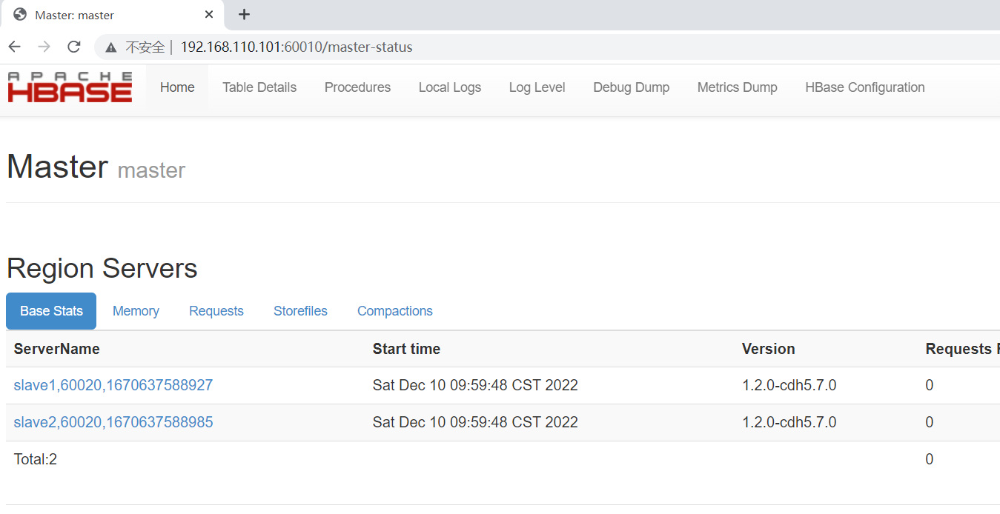 Master: master
不安全 | 192.168.110.101:60010/master-status
APACHE
HBASE Home Table Details Procedures Local Logs Log Level Debug Dump Metrics Dump HBase Configuration
Master master
Region Servers
Base Stats Memory Requests Storefiles Compactions
ServerName Start time Version Requests
slave1,60020,1670637588927 Sat Dec 10 09:59:48 CST 2022 1.2.0-cdh5.7.0 0
slave2,60020,1670637588985 Sat Dec 10 09:59:48 CST 2022 1.2.0-cdh5.7.0 0
Total:2 0